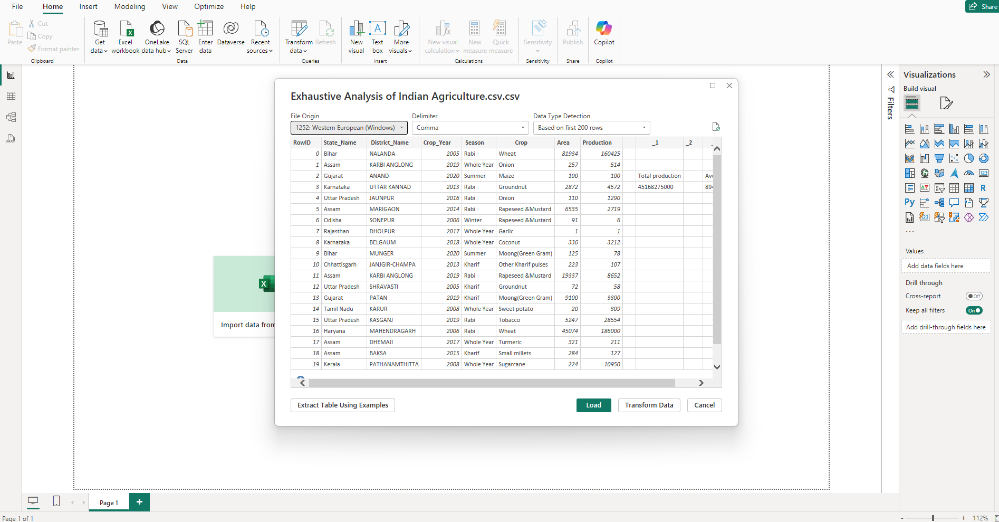 File Home Insert Modeling View Optimize Help Share
Paste Cut Copy Format painter
Clipboard
Get data Excel workbook OneLake data hub SQL Server Enter data Dataverse Recent sources
Data
Transform data Refresh
Queries
New visual Text box More visuals
Insert
New visual calculation New measure Quick measure
Calculations
Sensitivity
Sensitivity
Publish
Share
Copilot
Copilot
Import data from
Exhaustive Analysis of Indian Agriculture.csv.csv
File Origin Delimiter Data Type Detection
1252: Western European (Windows) Comma Based on first 200 rows
RowID State_Name District_Name Crop_Year Season Crop Area Production _1 _2
0 Bihar NALANDA 2005 Rabi Wheat 81934 160425
1 Assam KARBI ANGLONG 2019 Whole Year Onion 257 514
2 Gujarat ANAND 2020 Summer Maize 100 100 Total production
3 Karnataka UTTAR KANNAD 2013 Rabi Groundnut 2872 4572 45168275000
4 Uttar Pradesh JAUNPUR 2016 Rabi Onion 110 1290
5 Assam MARIGAON 2014 Rabi Rapeseed &Mustard 6535 2719
6 Odisha SONEPUR 2006 Winter Rapeseed &Mustard 91 6
7 Rajasthan DHOLPUR 2017 Whole Year Garlic 1 1
8 Karnataka BELGAUM 2018 Whole Year Coconut 336 3212
9 Bihar MUNGER 2020 Summer Moong(Green Gram) 125 78
10 Chhattisgarh JANJGIR-CHAMPA 2013 Kharif Other Kharif pulses 223 107
11 Assam KARBI ANGLONG 2019 Rabi Rapeseed &Mustard 19337 8652
12 Uttar Pradesh SHRAVASTI 2005 Kharif Groundnut 72 58
13 Gujarat PATAN 2019 Kharif Moong(Green Gram) 9100 3300
14 Tamil Nadu KARUR 2008 Whole Year Sweet potato 20 309
15 Uttar Pradesh KASGANJ 2019 Rabi Tobacco 5247 28554
16 Haryana MAHENDRAGARH 2006 Rabi Wheat 45074 186000
17 Assam DHEMAJI 2017 Whole Year Turmeric 321 211
18 Assam BAKSA 2015 Kharif Small millets 284 127
19 Kerala PATHANAMTHITTA 2008 Whole Year Sugarcane 224 10950
Extract Table Using Examples Load Transform Data Cancel
Filters
Visualizations
Build visual
123
R
Py
123
...
Values
Add data fields here
Drill through
Cross-report Off
Keep all filters On
Add drill-through fields here
Page 1 +
Page 1 of 1
- + 112%